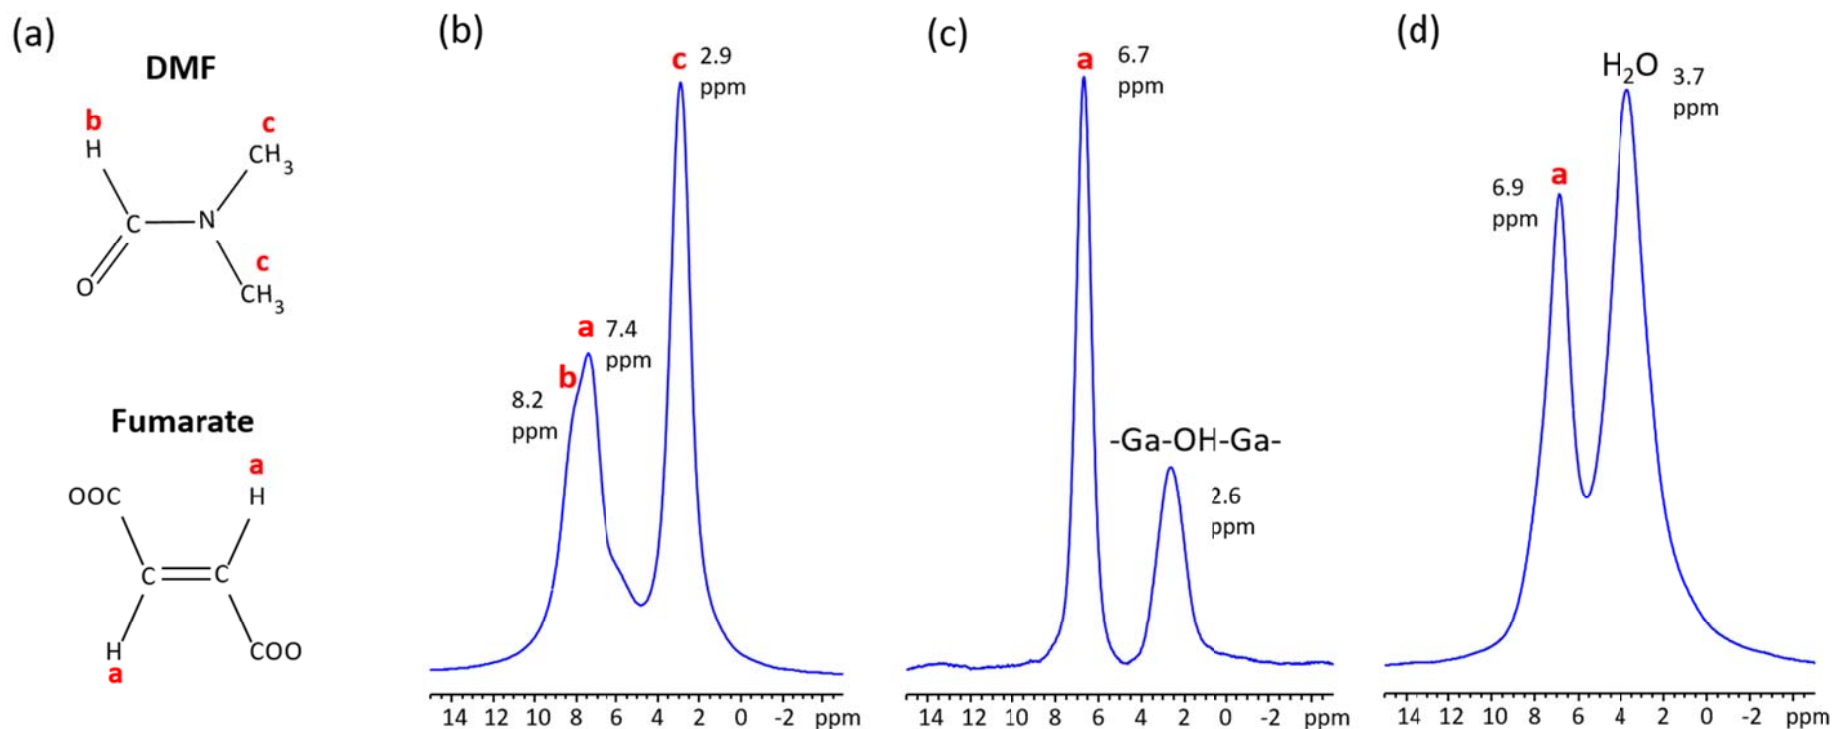 (a)
DMF
b
H
c
CH3
C
N
O
c
CH3
Fumarate
a
H
OOC
C
C
H
a
COO
(b)
c
2.9
ppm
a
7.4
ppm
b
8.2
ppm
14 12 10 8 6 4 2 0 -2 ppm
(c)
a
6.7
ppm
-Ga-OH-Ga-
2.6
ppm
14 12 10 8 6 4 2 0 -2 ppm
(d)
H2O
3.7
ppm
a
6.9
ppm
14 12 10 8 6 4 2 0 -2 ppm